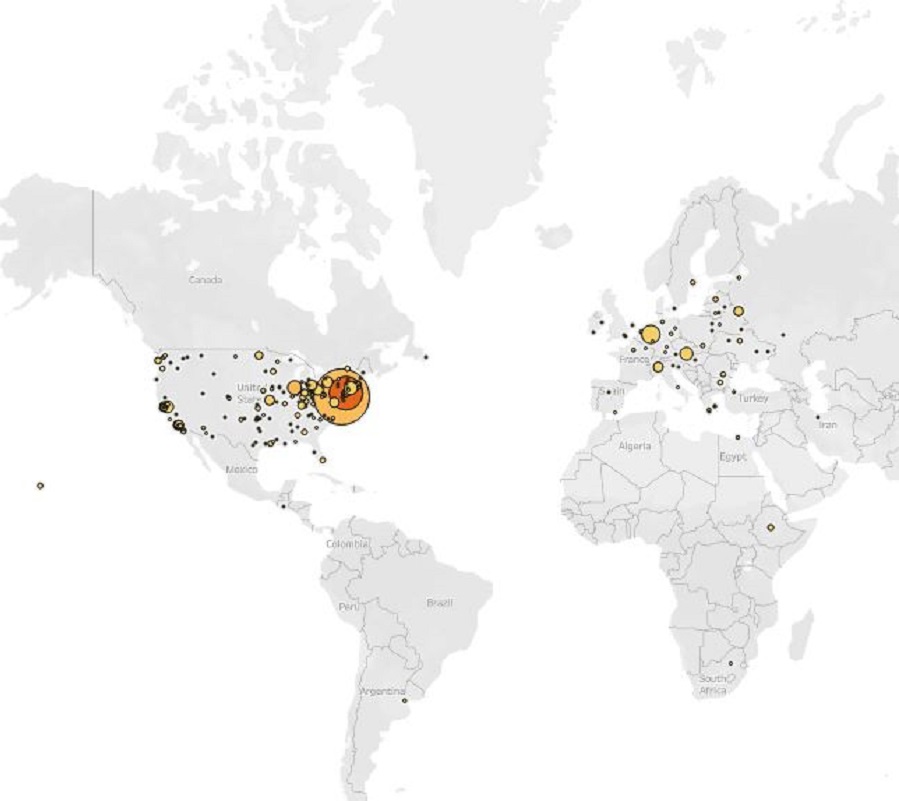 Canada
United
States
Mexico
Colombia
Peru
Brazil
Argentina
France
Spain
Turkey
Iran
Algeria
Egypt
South
Africa